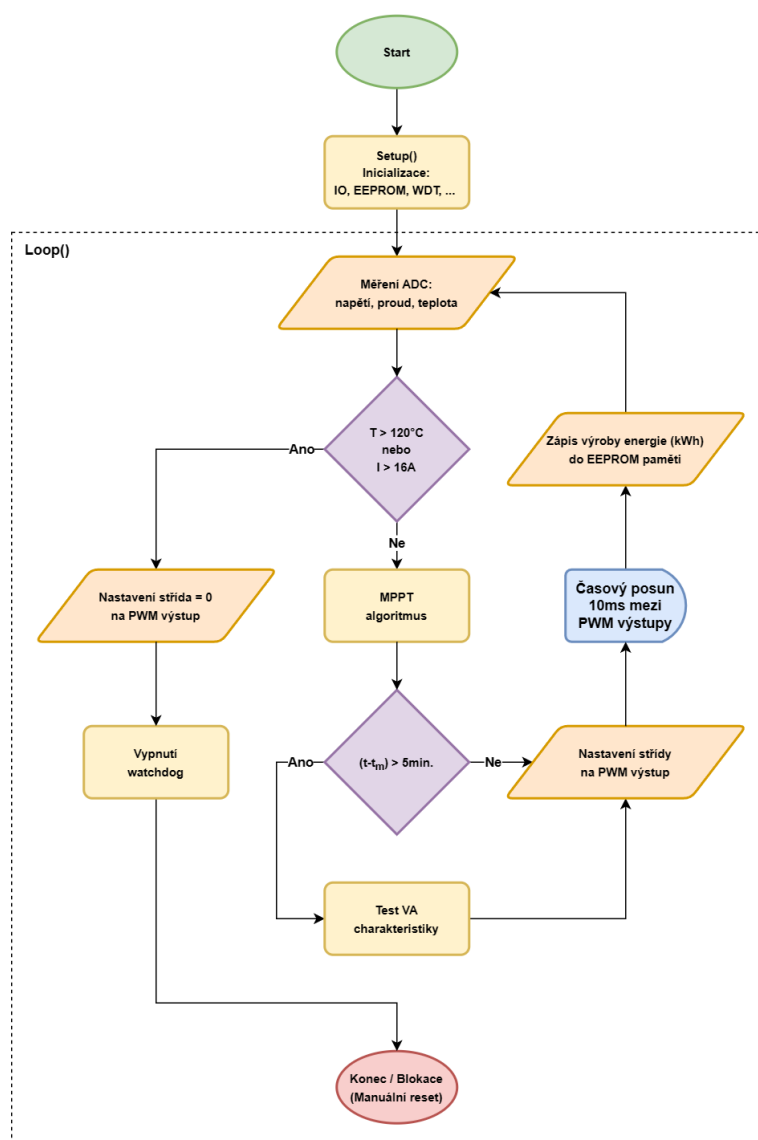 Start
Setup()
Inicializace:
IO, EEPROM, WDT, ...
Loop()
Měření ADC:
napětí, proud, teplota
T > 120°C
nebo
I > 16A
Ano
Ne
Zápis výroby energie (kWh)
do EEPROM paměti
Nastavení střída = 0
na PWM výstup
MPPT
algoritmus
Časový posun
10ms mezi
PWM výstupy
Vypnutí
watchdog
Ano
(t-tm) > 5min.
Ne
Nastavení střídy
na PWM výstup
Test VA
charakteristiky
Konec / Blokace
(Manuální reset)